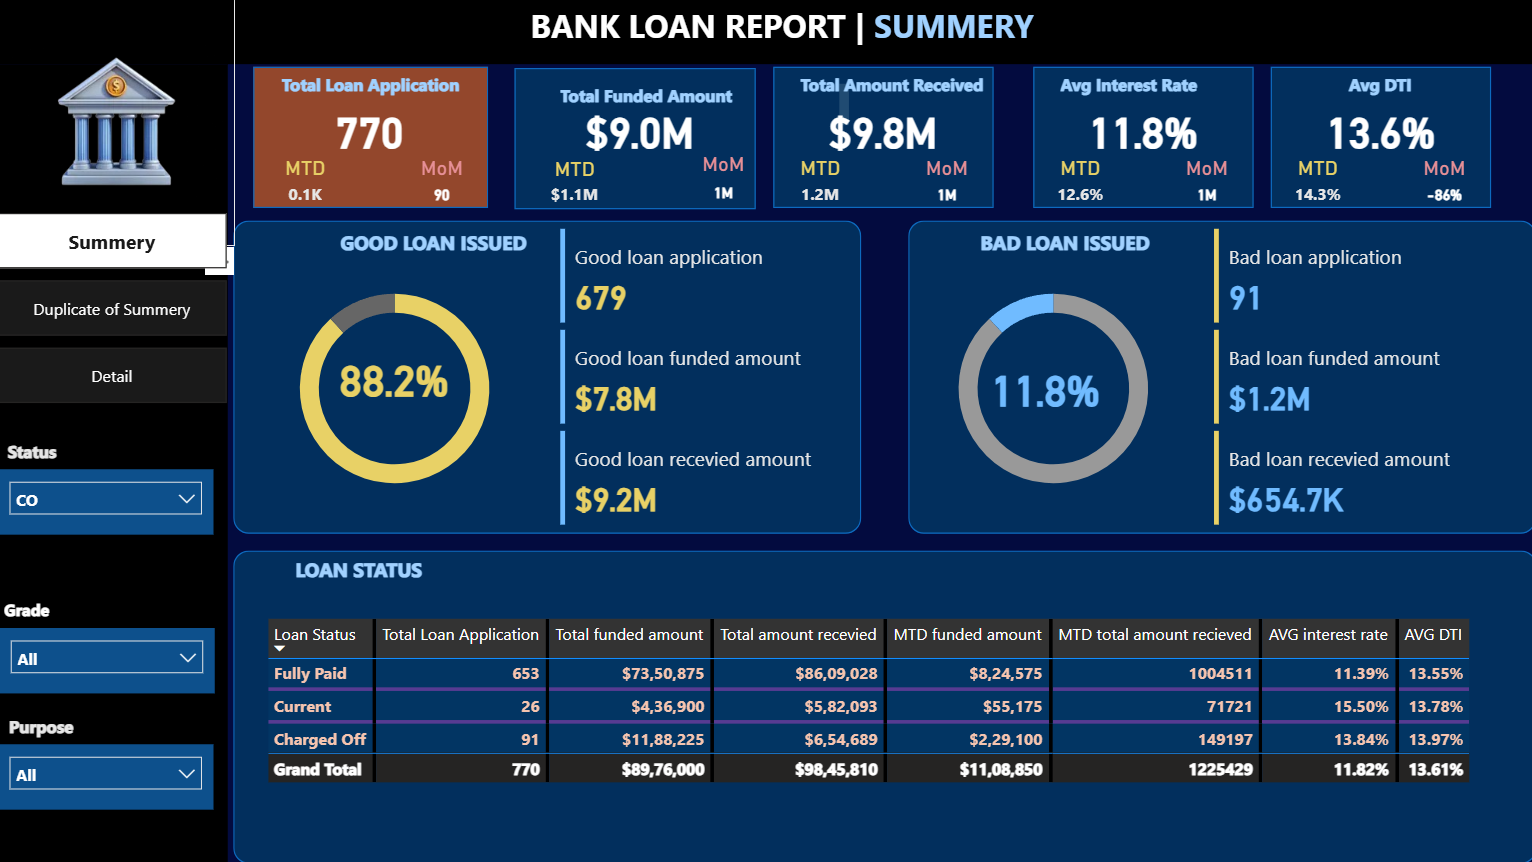 BANK LOAN REPORT | SUMMERY
Total Loan Application
770
MTD MoM
0.1K 90
Total Funded Amount
$9.0M
MTD MoM
$1.1M 1M
Total Amount Received
$9.8M
MTD MoM
1.2M 1M
Avg Interest Rate
11.8%
MTD MoM
12.6% 1M
Avg DTI
13.6%
MTD MoM
14.3% -86%
Summery
Duplicate of Summery
Detail
Status
CO
Grade
All
Purpose
All
GOOD LOAN ISSUED
88.2%
Good loan application
679
Good loan funded amount
$7.8M
Good loan recevied amount
$9.2M
BAD LOAN ISSUED
11.8%
Bad loan application
91
Bad loan funded amount
$1.2M
Bad loan recevied amount
$654.7K
LOAN STATUS
Loan Status Total Loan Application Total funded amount Total amount recevied MTD funded amount MTD total amount recieved AVG interest rate AVG DTI
Fully Paid 653 $73,50,875 $86,09,028 $8,24,575 1004511 11.39% 13.55%
Current 26 $4,36,900 $5,82,093 $55,175 71721 15.50% 13.78%
Charged Off 91 $11,88,225 $6,54,689 $2,29,100 149197 13.84% 13.97%
Grand Total 770 $89,76,000 $98,45,810 $11,08,850 1225429 11.82% 13.61%